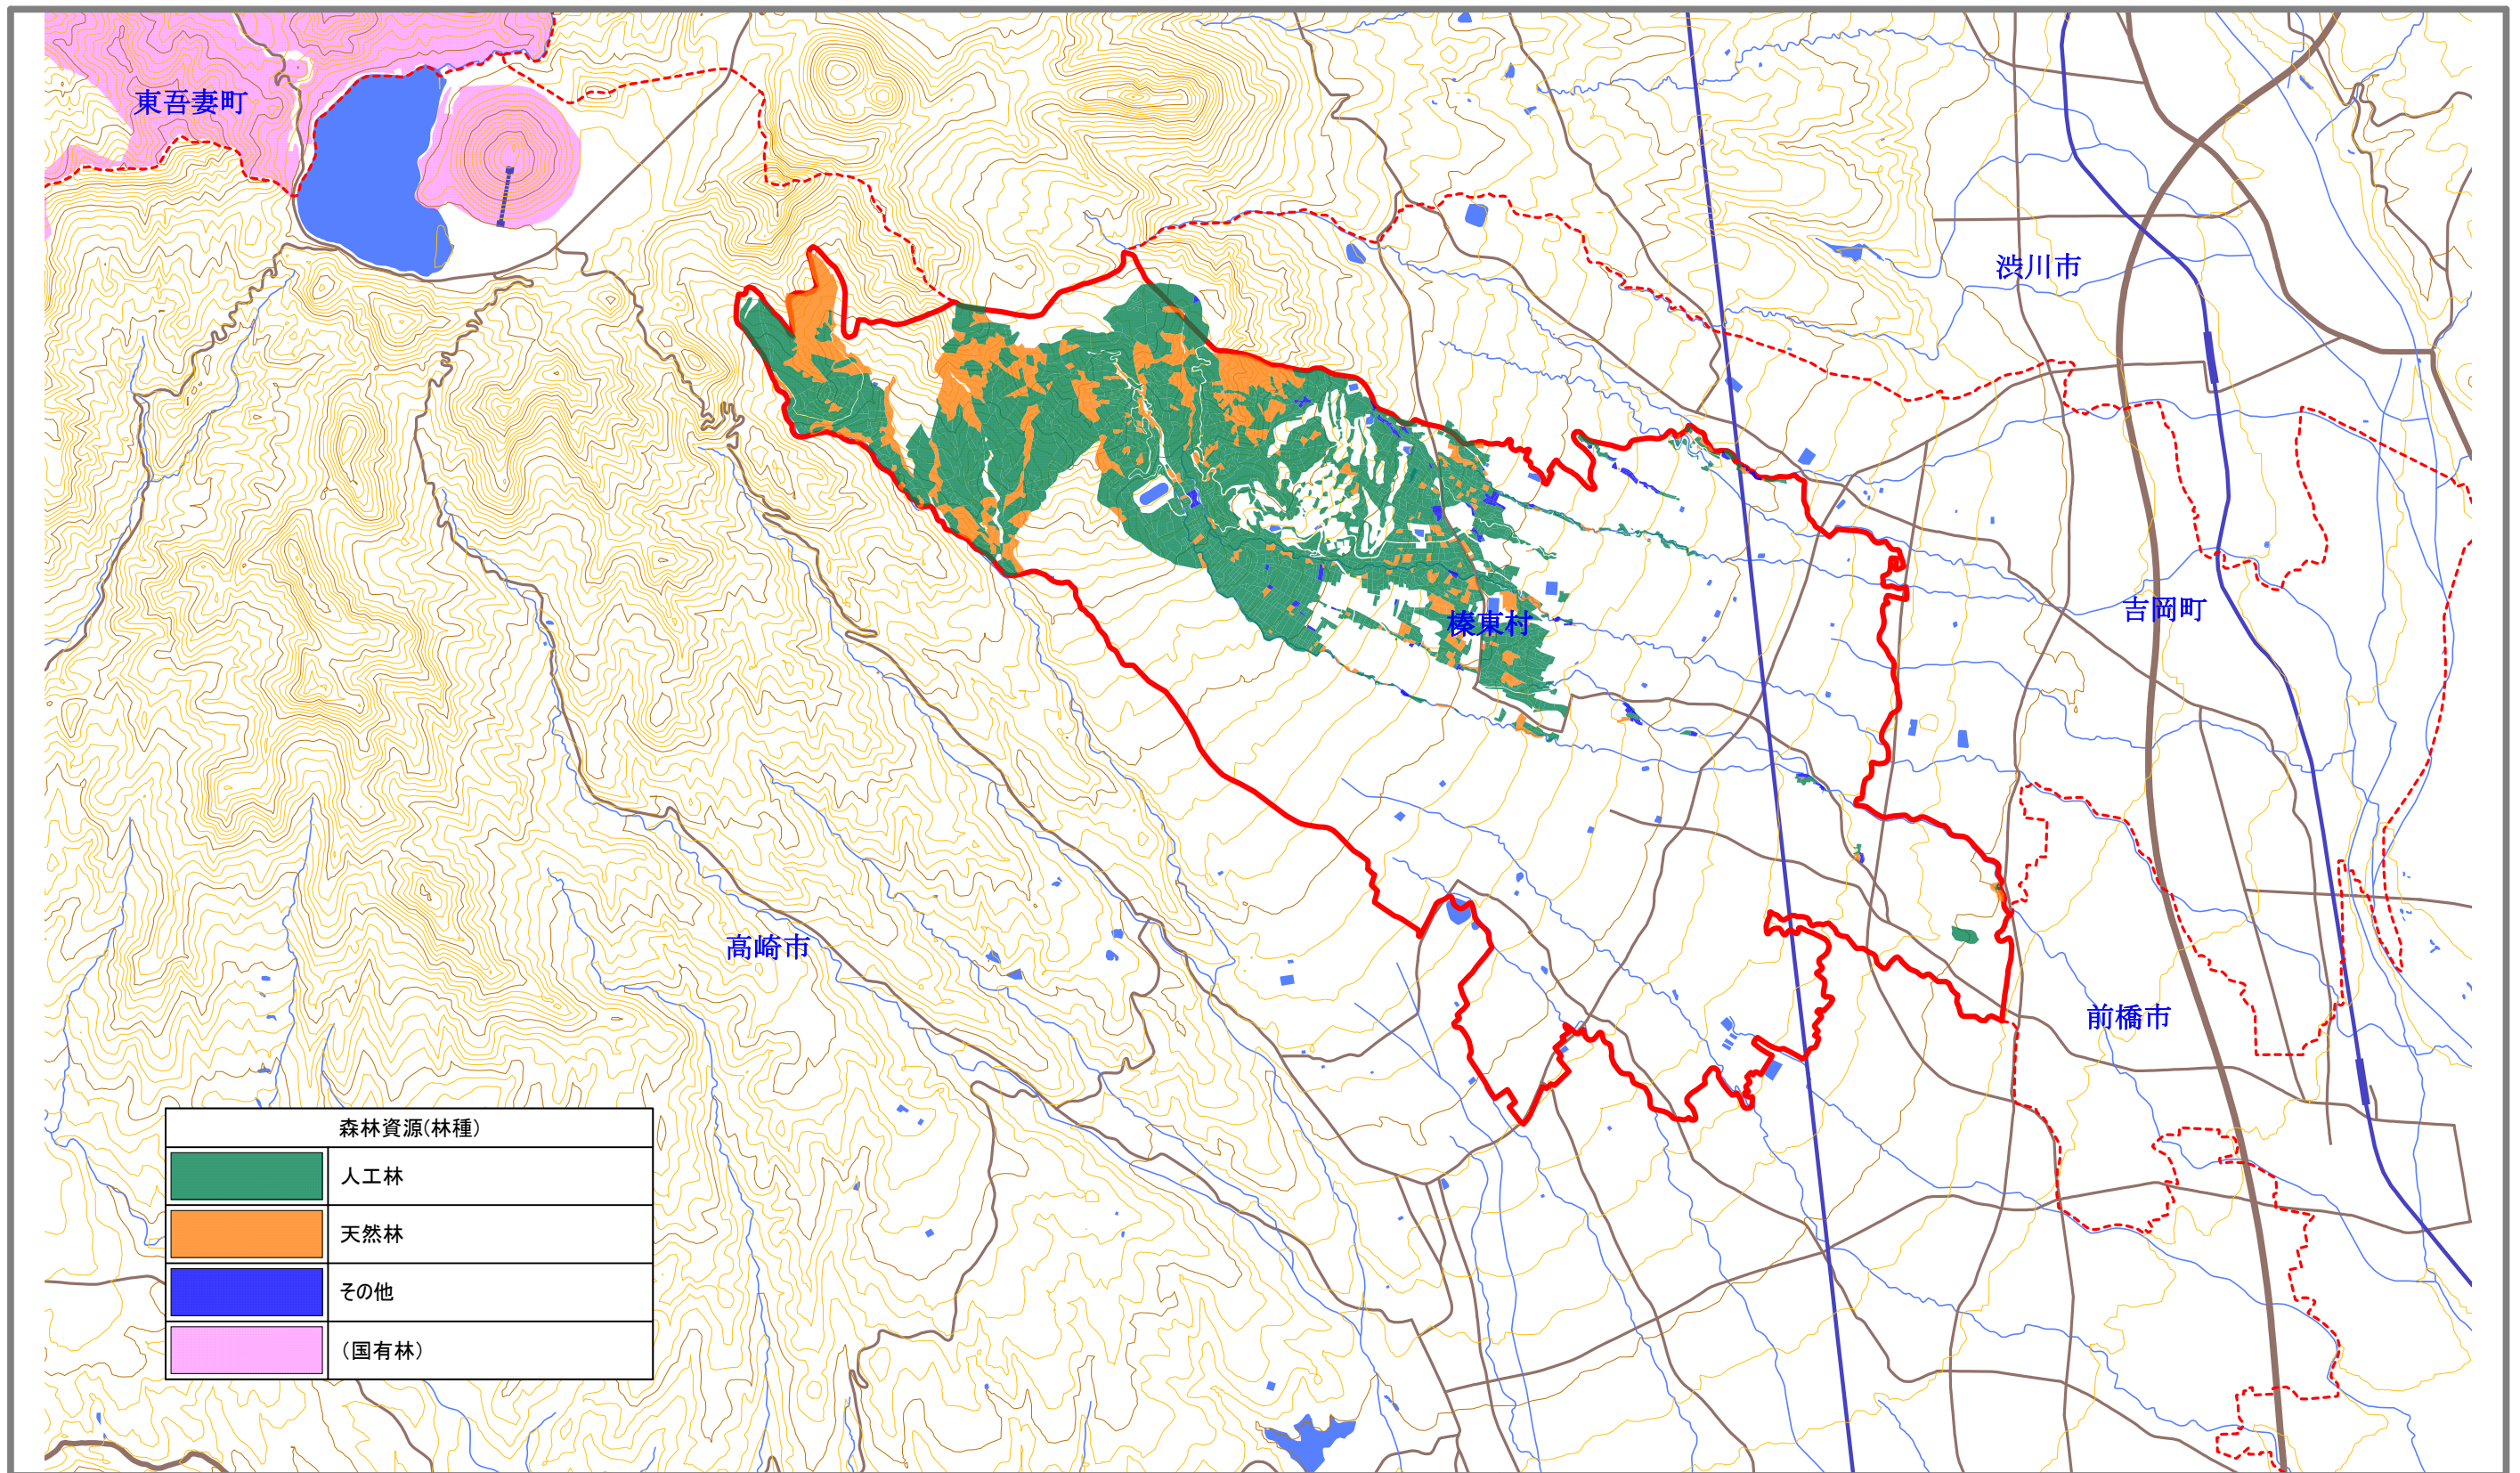 東吾妻町
渋川市
吉岡町
榛東村
高崎市
前橋市
森林資源(林種)
人工林
天然林
その他
(国有林)